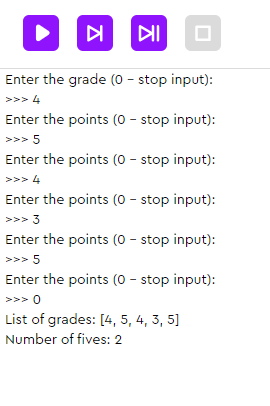 Enter the grade (0 – stop input):
>>> 4
Enter the points (0 – stop input):
>>> 5
Enter the points (0 – stop input):
>>> 4
Enter the points (0 – stop input):
>>> 3
Enter the points (0 – stop input):
>>> 5
Enter the points (0 – stop input):
>>> 0
List of grades: [4, 5, 4, 3, 5]
Number of fives: 2